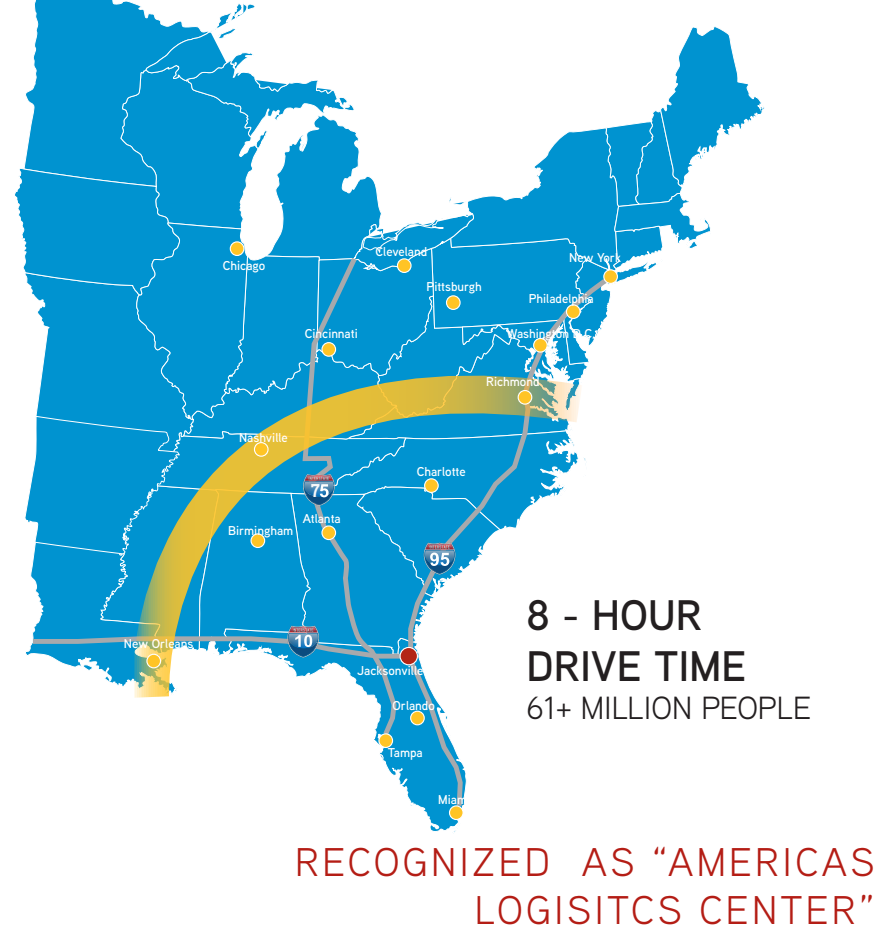 Cleveland
New York
Chicago
Pittsburgh
Philadelphia
Cincinnati
Washington D.C.
Richmond
Nashville
Charlotte
75
Atlanta
Birmingham
95
8 - HOUR
DRIVE TIME
61+ MILLION PEOPLE
10
New Orleans
Jacksonville
Orlando
Tampa
Miami
RECOGNIZED AS “AMERICAS
LOGISITCS CENTER”